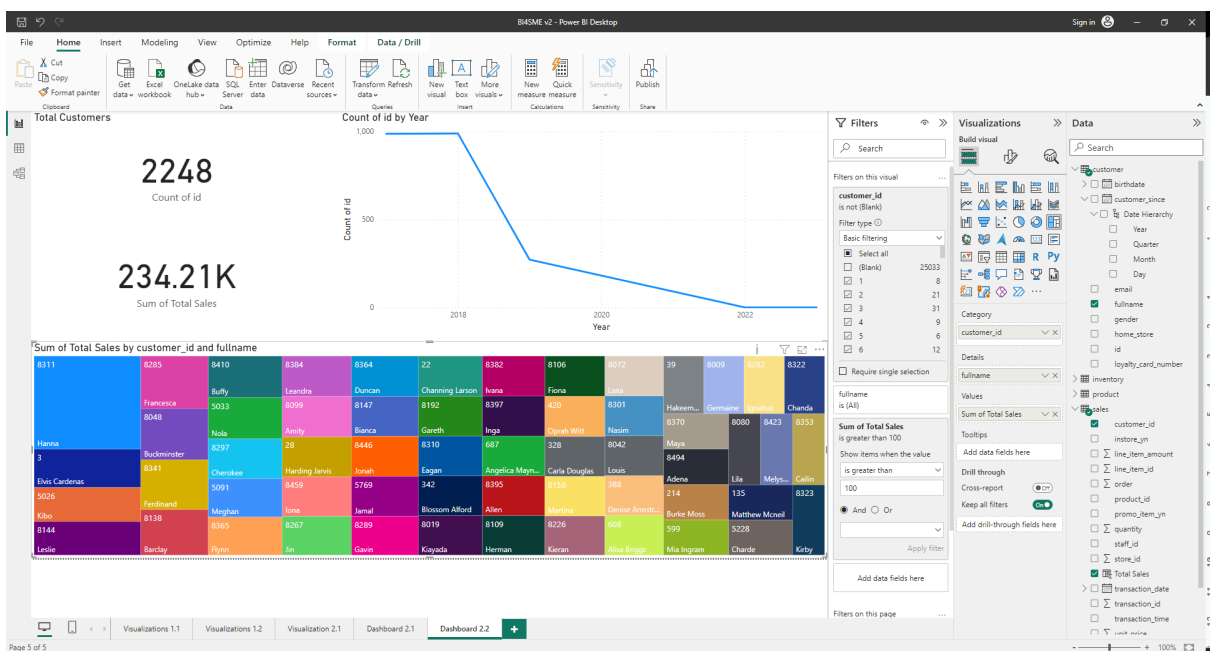 BI4SME v2 - Power BI Desktop
Sign in
File Home Insert Modeling View Optimize Help Format Data / Drill
Paste
Cut
Copy
Format painter
Clipboard
Get data
Excel workbook
OneLake data hub
SQL Server
Enter data
Dataverse
Recent sources
Data
Transform data
Refresh
Queries
New visual
Text box
More visuals
Insert
New measure
Quick measure
Calculations
Sensitivity
Sensitivity
Publish
Share
Total Customers
2248
Count of id
234.21K
Sum of Total Sales
Count of id by Year
Count of id
1,000
500
0
2018 2020 2022
Year
Sum of Total Sales by customer_id and fullname
8311
Hanna
3
Elvis Cardenas
5026
Kibo
8144
Leslie
8285
Francesca
8048
Buckminster
8341
Ferdinand
8138
Barclay
8410
Buffy
5033
Nola
8297
Cherokee
5091
Meghan
8365
Flynn
8384
Leandra
8099
Amity
28
Harding Jarvis
8459
Iona
8267
Jin
8364
Duncan
8147
Bianca
8446
Jonah
5769
Jamal
8289
Gavin
22
Channing Larson
8192
Gareth
8310
Eagan
342
Blossom Alford
8019
Kiayada
8382
Ivana
8397
Inga
687
Angelica Mayn...
8395
Allen
8109
Herman
8106
Fiona
420
Oprah Witt
328
Carla Douglas
8158
Martina
8226
Kieran
8072
Lana
8301
Nasim
8042
Louis
388
Denise Armstr...
606
Alisa Briggs
39
Hakeem...
8009
Germaine
8282
Ignatius
8322
Chanda
8370
Maya
8494
Adena
214
Burke Moss
599
Mia Ingram
8080
Lila
8423
Melys...
8353
Cailin
135
Matthew Mcneil
5228
Charde
8323
Kirby
Filters
Search
Filters on this visual
customer_id
is not (Blank)
Filter type
Basic filtering
Select all
(Blank) 25033
1 8
2 21
3 31
4 9
5 6
6 12
Require single selection
fullname
is (All)
Sum of Total Sales
is greater than 100
Show items when the value
is greater than
100
And Or
Apply filter
Add data fields here
Filters on this page
Visualizations
Build visual
R Py
Category
customer_id
Details
fullname
Values
Sum of Total Sales
Tooltips
Add data fields here
Drill through
Cross-report Off
Keep all filters On
Add drill-through fields here
Data
Search
customer
birthdate
customer_since
Date Hierarchy
Year
Quarter
Month
Day
email
fullname
gender
home_store
id
loyalty_card_number
inventory
product
sales
customer_id
instore_yn
line_item_amount
line_item_id
order
product_id
promo_item_yn
quantity
staff_id
store_id
Total Sales
transaction_date
transaction_id
transaction_time
unit_price
Visualizations 1.1 Visualizations 1.2 Visualization 2.1 Dashboard 2.1 Dashboard 2.2
Page 5 of 5
100%